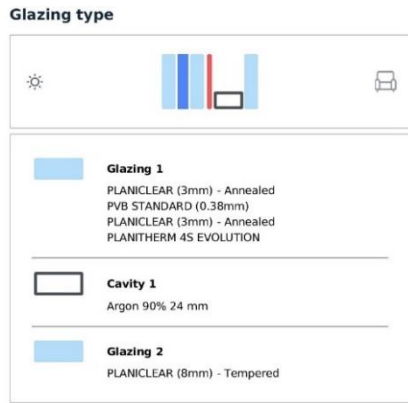 Glazing type
Glazing 1
PLANICLEAR (3mm) - Annealed
PVB STANDARD (0.38mm)
PLANICLEAR (3mm) - Annealed
PLANITHERM 4S EVOLUTION
Cavity 1
Argon 90% 24 mm
Glazing 2
PLANICLEAR (8mm) - Tempered